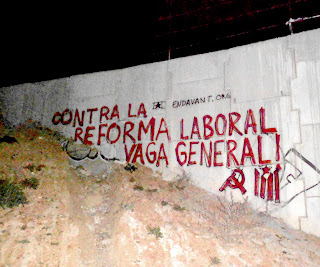 CONTRA LA
ENDAVANT.ORG
REFORMA LABORAL
VAGA GENERAL!